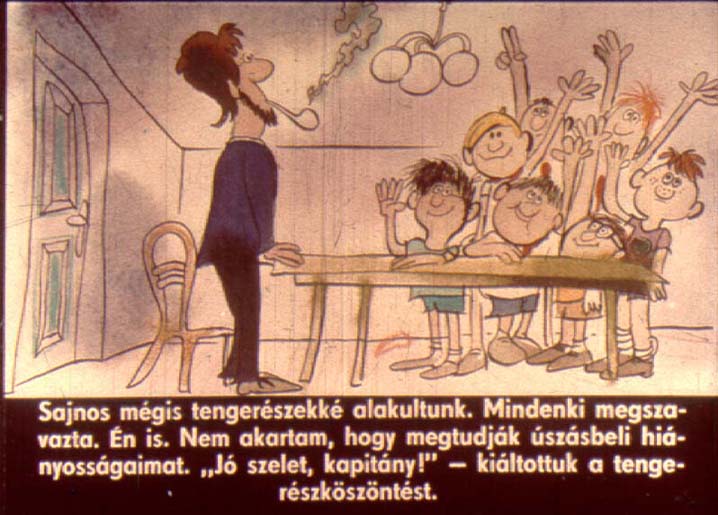 Sajnos mégis tengerészekké alakultunk. Mindenki megsza-
vazta. Én is. Nem akartam, hogy megtudják úszásbeli hiá-
nyosságaimat. „Jó szelet, kapitány!" – kiáltottuk a tenge-
részköszöntést.